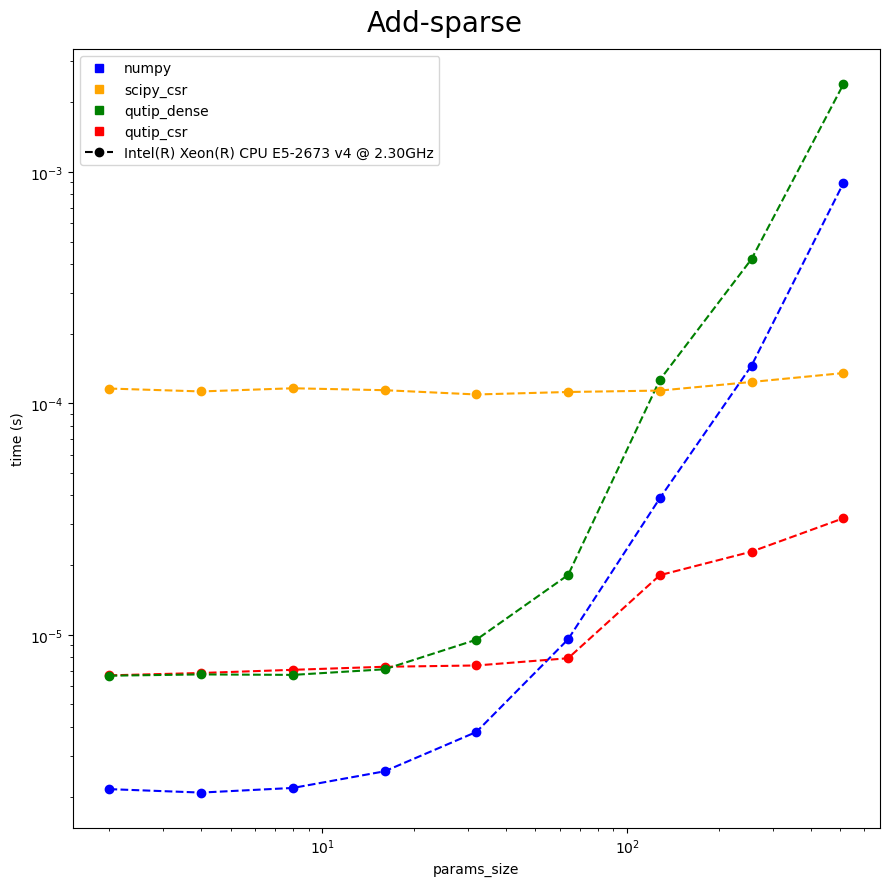 Add-sparse
numpy
scipy_csr
qutip_dense
qutip_csr
Intel(R) Xeon(R) CPU E5-2673 v4 @ 2.30GHz
10⁻³
10⁻⁴
10⁻⁵
time (s)
10¹
10²
params_size